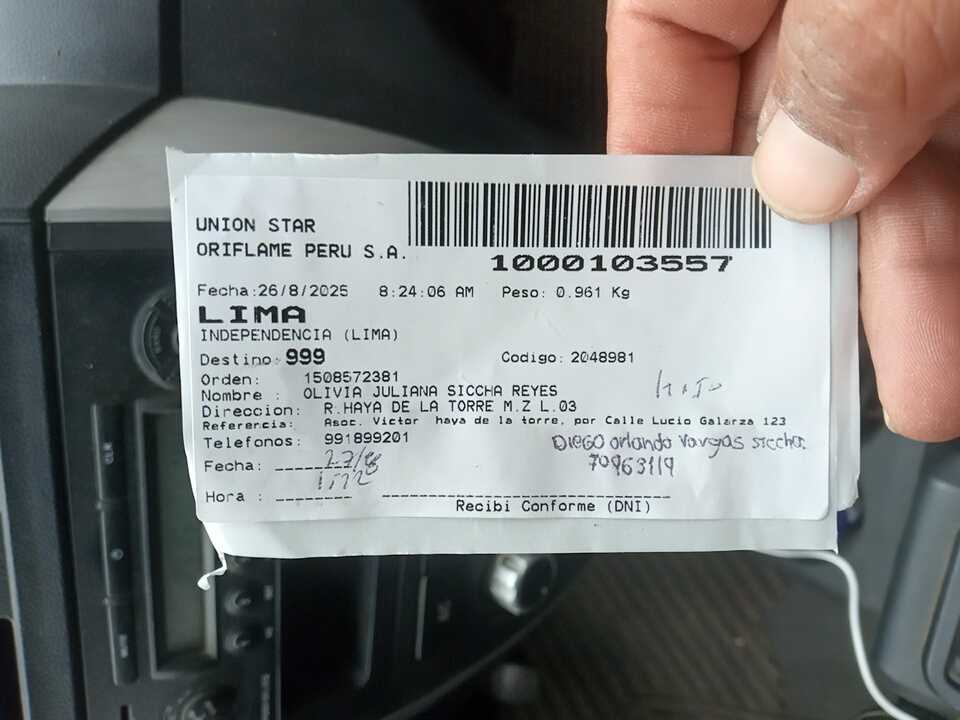 UNION STAR
ORIFLAME PERU S.A.
1000103557
Fecha:26/8/2025 8:24:06 AM Peso: 0.961 Kg
LIMA
INDEPENDENCIA (LIMA)
Destino: 999 Codigo: 2048981
Orden: 1508572381
Nombre : OLIVIA JULIANA SICCHA REYES
Direccion: R.HAYA DE LA TORRE M.Z L.03
Referencia: Asoc. Victor haya de la torre, por Calle Lucio Galarza 123
Telefonos: 991899201
DIEGO orlando vargas siccha.
Fecha: 27/8
Hora :
Recibi Conforme (DNI)